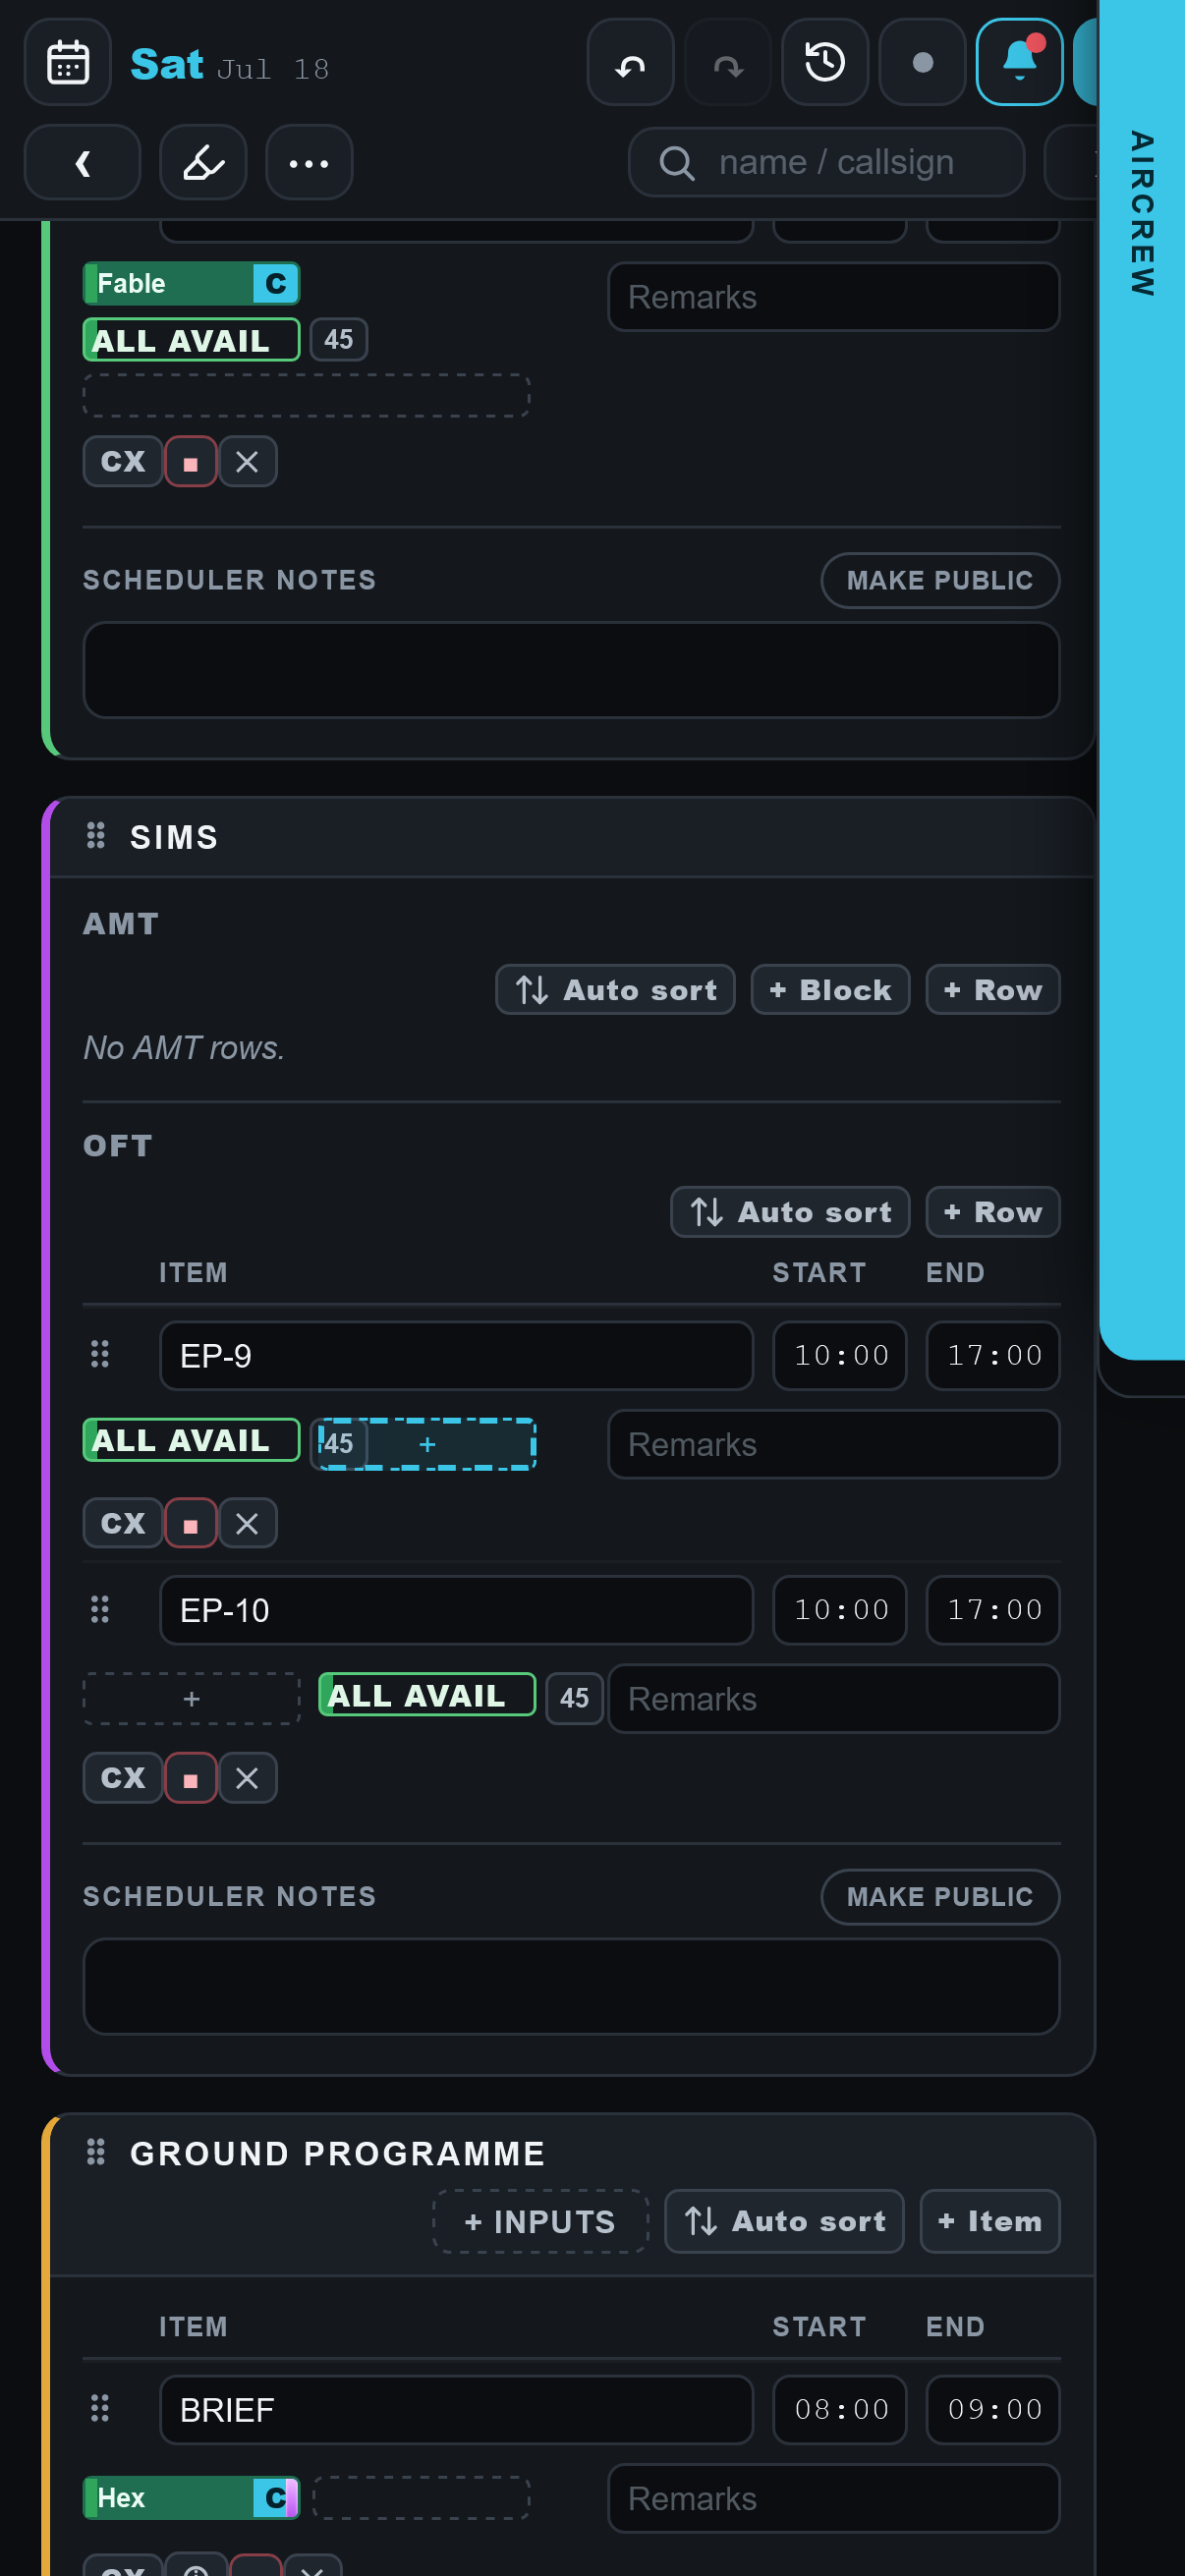 Sat Jul 18
AIRCREW
name / callsign
Fable C
Remarks
ALL AVAIL 45
CX
SCHEDULER NOTES MAKE PUBLIC
SIMS
AMT
Auto sort + Block + Row
No AMT rows.
OFT
Auto sort + Row
ITEM START END
EP-9 10:00 17:00
ALL AVAIL 45 + Remarks
CX
EP-10 10:00 17:00
+ ALL AVAIL 45 Remarks
CX
SCHEDULER NOTES MAKE PUBLIC
GROUND PROGRAMME
+ INPUTS Auto sort + Item
ITEM START END
BRIEF 08:00 09:00
Hex C Remarks
CX